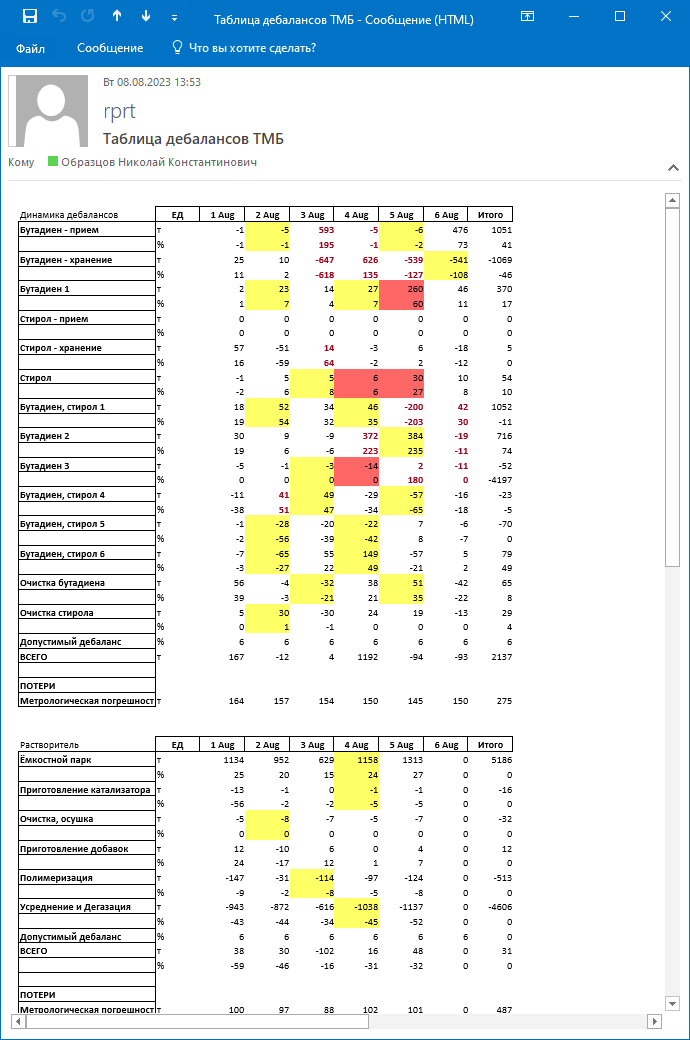 Таблица дебалансов ТМБ - Сообщение (HTML)
Файл Сообщение Что вы хотите сделать?
Вт 08.08.2023 13:53
rprt
Таблица дебалансов ТМБ
Кому Образцов Николай Константинович
Динамика дебалансов ЕД 1 Aug 2 Aug 3 Aug 4 Aug 5 Aug 6 Aug Итого
Бутадиен - прием т -1 -5 593 -5 -6 476 1051
% -1 -1 195 -1 -2 73 41
Бутадиен - хранение т 25 10 -647 626 -539 -541 -1069
% 11 2 -618 135 -127 -108 -46
Бутадиен 1 т 2 23 14 27 260 46 370
% 1 7 4 7 60 11 17
Стирол - прием т 0 0 0 0 0 0 0
% 0 0 0 0 0 0 0
Стирол - хранение т 57 -51 14 -3 6 -18 5
% 16 -59 64 -2 2 -12 0
Стирол т -1 5 5 6 30 10 54
% -2 6 8 6 27 8 10
Бутадиен, стирол 1 т 18 52 34 46 -200 42 1052
% 19 54 32 35 -203 30 -11
Бутадиен 2 т 30 9 -9 372 384 -19 716
% 19 6 -6 223 235 -11 74
Бутадиен 3 т -5 -1 -3 -14 2 -11 -52
% 0 0 0 0 180 0 -4197
Бутадиен, стирол 4 т -11 41 49 -29 -57 -16 -23
% -38 51 47 -34 -65 -18 -5
Бутадиен, стирол 5 т -1 -28 -20 -22 7 -6 -70
% -2 -56 -39 -42 8 -7 0
Бутадиен, стирол 6 т -7 -65 55 149 -57 5 79
% -3 -27 22 49 -21 2 49
Очистка бутадиена т 56 -4 -32 38 51 -42 65
% 39 -3 -21 21 35 -22 8
Очистка стирола т 5 30 -30 24 19 -13 29
% 0 1 -1 0 0 0 4
Допустимый дебаланс % 6 6 6 6 6 6 6
ВСЕГО т 167 -12 4 1192 -94 -93 2137
ПОТЕРИ
Метрологическая погрешност т 164 157 154 150 145 150 275
Растворитель ЕД 1 Aug 2 Aug 3 Aug 4 Aug 5 Aug 6 Aug Итого
Ёмкостной парк т 1134 952 629 1158 1313 0 5186
% 25 20 15 24 27 0 0
Приготовление катализатора т -13 -1 0 -1 -1 0 -16
% -56 -2 -2 -5 -5 0 0
Очистка, осушка т -5 -8 -7 -5 -7 0 -32
% 0 0 0 0 0 0 0
Приготовление добавок т 12 -10 6 0 4 0 12
% 24 -17 12 1 7 0 0
Полимеризация т -147 -31 -114 -97 -124 0 -513
% -9 -2 -8 -5 -8 0 0
Усреднение и Дегазация т -943 -872 -616 -1038 -1137 0 -4606
% -43 -44 -34 -45 -52 0 0
Допустимый дебаланс % 6 6 6 6 6 6 0
ВСЕГО т 38 30 -102 16 48 0 31
% -59 -46 -16 -31 -32 0 0
ПОТЕРИ
Метрологическая погрешност т 100 97 88 102 101 0 487